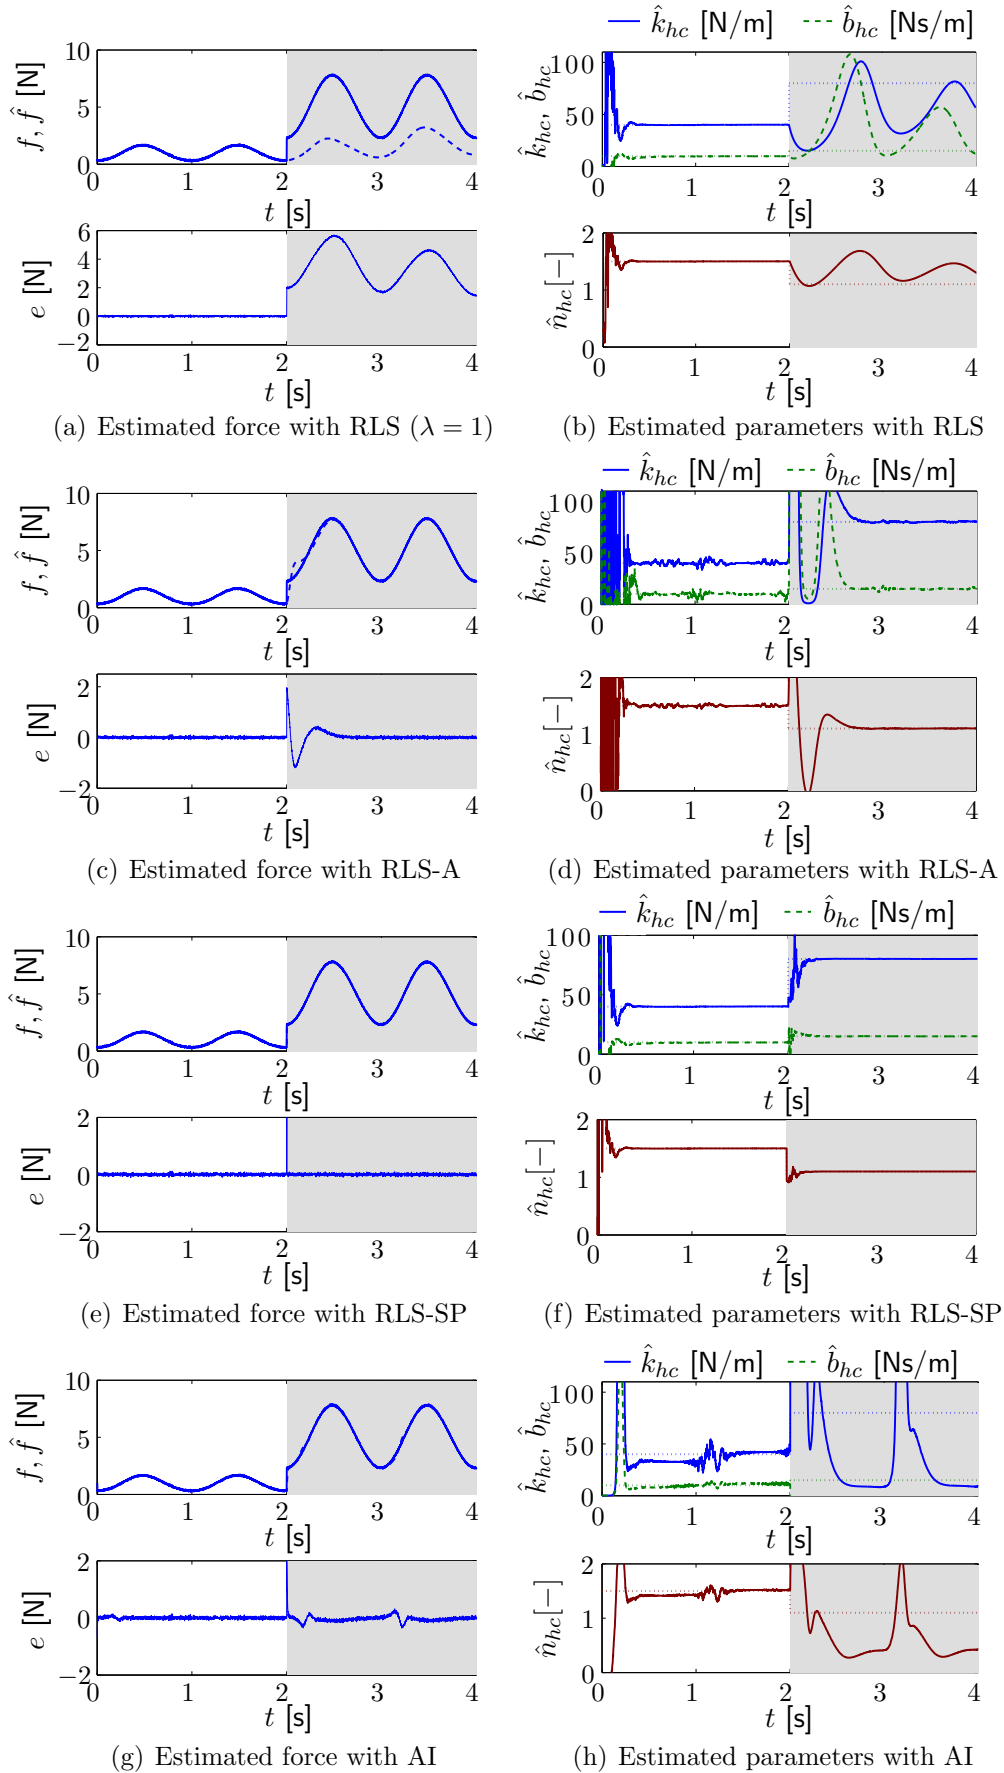 10
5
0
f, f̂ [N]
0 1 2 3 4
t [s]
6
4
2
0
−2
e [N]
0 1 2 3 4
t [s]
(a) Estimated force with RLS (λ = 1)
k̂hc [N/m] b̂hc [Ns/m]
100
50
0
k̂hc, b̂hc
0 1 2 3 4
t [s]
2
1
0
n̂hc[−]
0 1 2 3 4
t [s]
(b) Estimated parameters with RLS
10
5
0
f, f̂ [N]
0 1 2 3 4
t [s]
2
0
−2
e [N]
0 1 2 3 4
t [s]
(c) Estimated force with RLS-A
k̂hc [N/m] b̂hc [Ns/m]
100
50
0
k̂hc, b̂hc
0 1 2 3 4
t [s]
2
1
0
n̂hc[−]
0 1 2 3 4
t [s]
(d) Estimated parameters with RLS-A
10
5
0
f, f̂ [N]
0 1 2 3 4
t [s]
2
0
−2
e [N]
0 1 2 3 4
t [s]
(e) Estimated force with RLS-SP
k̂hc [N/m] b̂hc [Ns/m]
100
50
0
k̂hc, b̂hc
0 1 2 3 4
t [s]
2
1
0
n̂hc[−]
0 1 2 3 4
t [s]
(f) Estimated parameters with RLS-SP
10
5
0
f, f̂ [N]
0 1 2 3 4
t [s]
2
0
−2
e [N]
0 1 2 3 4
t [s]
(g) Estimated force with AI
k̂hc [N/m] b̂hc [Ns/m]
100
50
0
k̂hc, b̂hc
0 1 2 3 4
t [s]
2
1
0
n̂hc[−]
0 1 2 3 4
t [s]
(h) Estimated parameters with AI